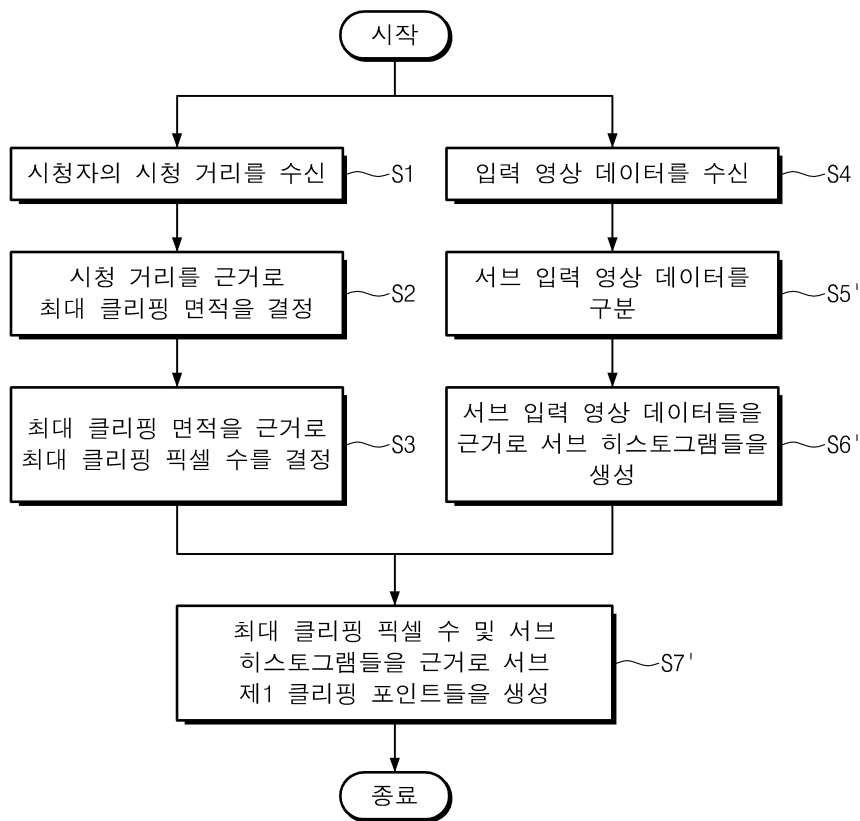 시작
시청자의 시청 거리를 수신
S1
시청 거리를 근거로
최대 클리핑 면적을 결정
S2
최대 클리핑 면적을 근거로
최대 클리핑 픽셀 수를 결정
S3
입력 영상 데이터를 수신
S4
서브 입력 영상 데이터를
구분
S5'
서브 입력 영상 데이터들을
근거로 서브 히스토그램들을
생성
S6'
최대 클리핑 픽셀 수 및 서브
히스토그램들을 근거로 서브
제1 클리핑 포인트들을 생성
S7'
종료